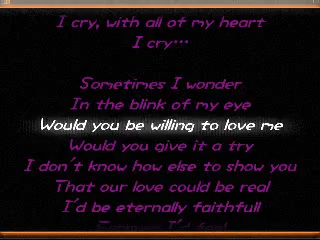 I cry, with all of my heart
I cry...
Sometimes I wonder
In the blink of my eye
Would you be willing to love me
Would you give it a try
I don't know how else to show you
That our love could be real
I'd be eternally faithfull
I'd feel